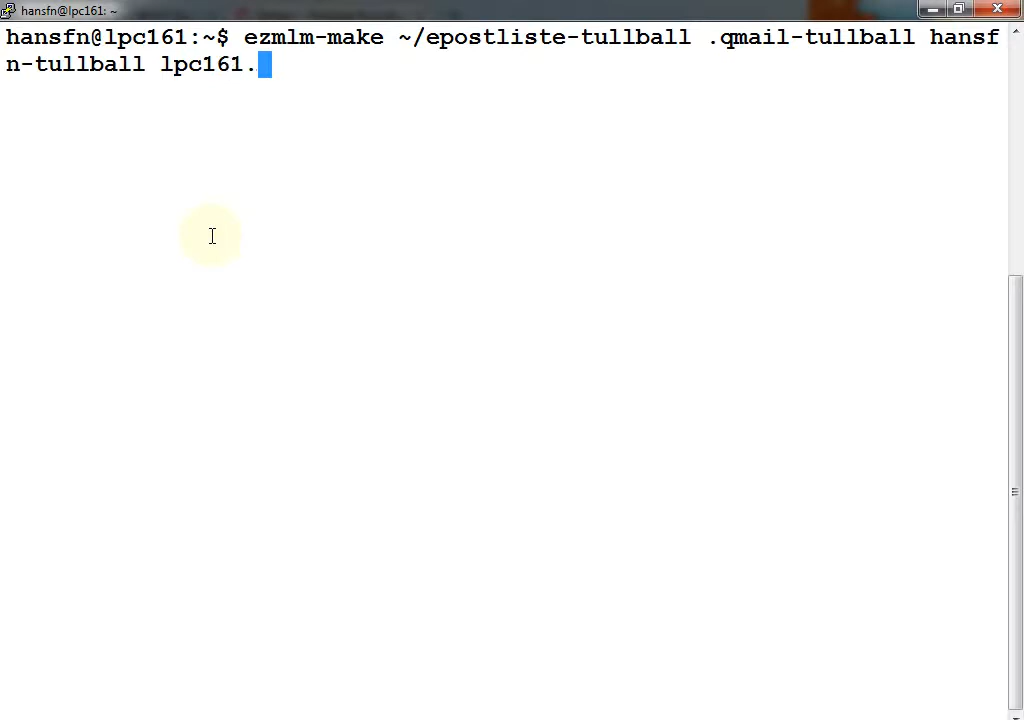 hansfn@lpc161: ~
hansfn@lpc161:~$ ezmlm-make ~/epostliste-tullball .qmail-tullball hansf
n-tullball lpc161.